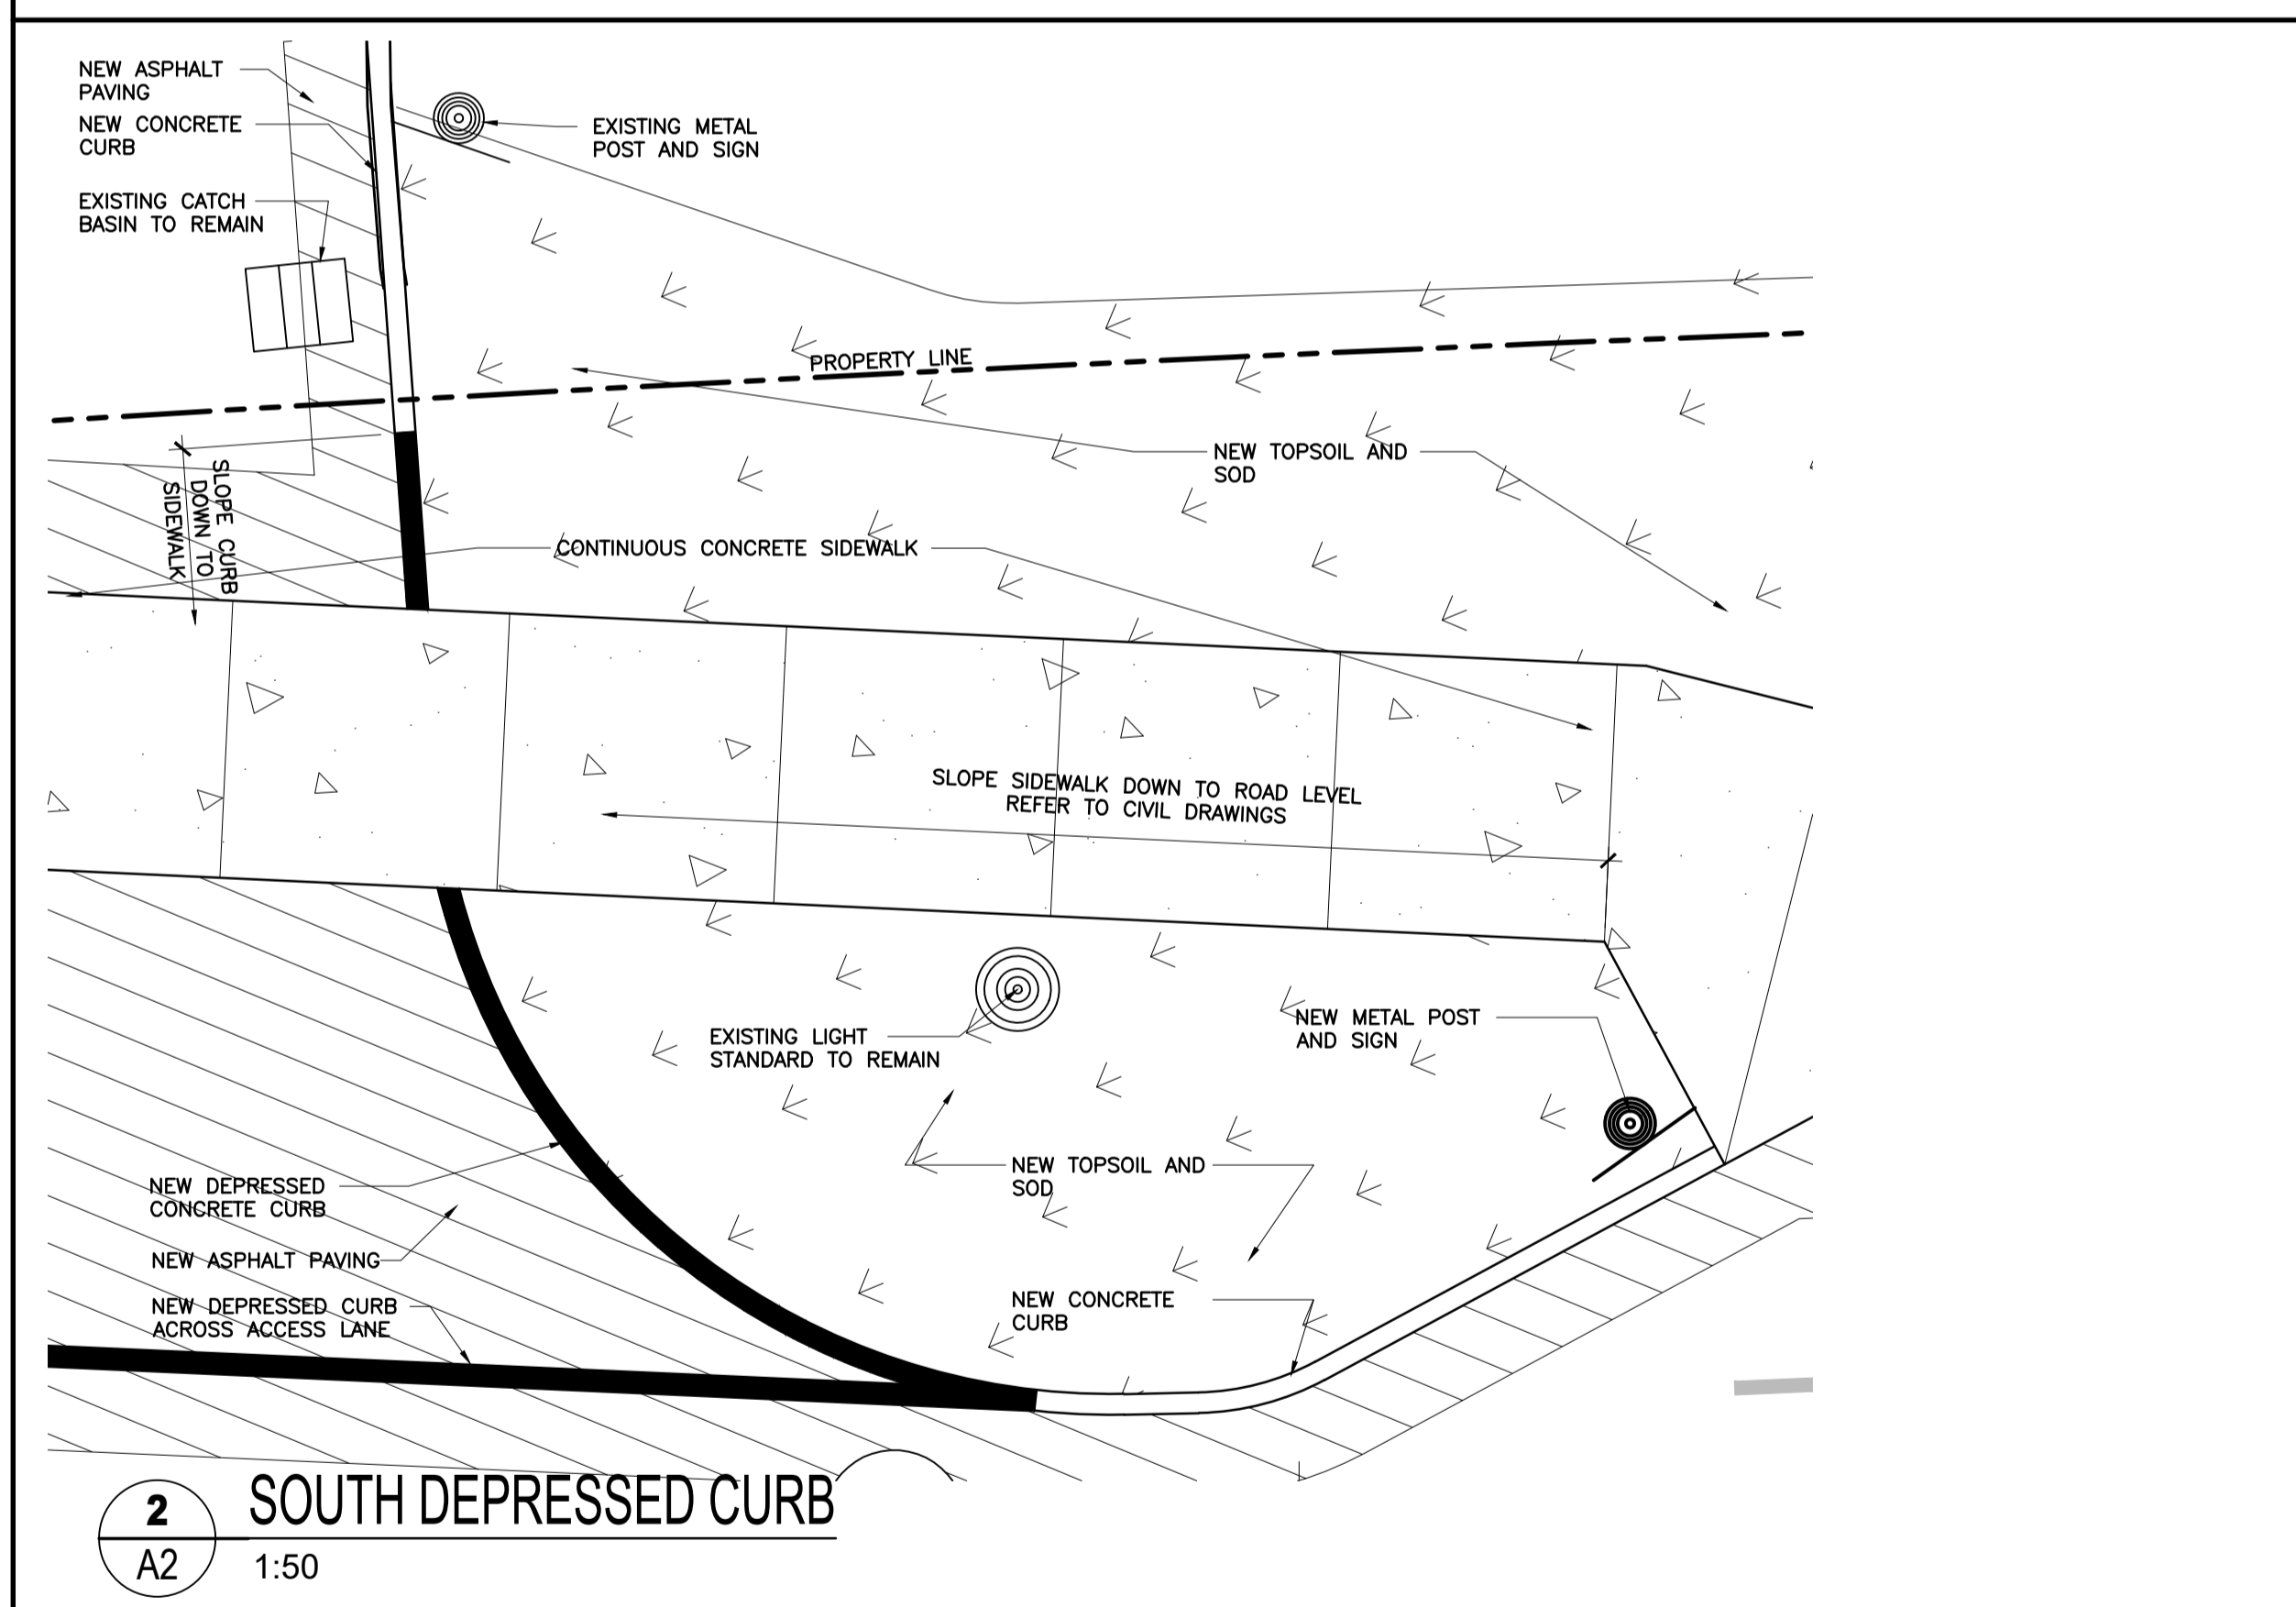 NEW ASPHALT
PAVING
NEW CONCRETE
CURB
EXISTING CATCH
BASIN TO REMAIN
EXISTING METAL
POST AND SIGN
PROPERTY LINE
NEW TOPSOIL AND
SOD
SLOPE CURB
DOWN TO
SIDEWALK
CONTINUOUS CONCRETE SIDEWALK
SLOPE SIDEWALK DOWN TO ROAD LEVEL
REFER TO CIVIL DRAWINGS
EXISTING LIGHT
STANDARD TO REMAIN
NEW METAL POST
AND SIGN
NEW TOPSOIL AND
SOD
NEW DEPRESSED
CONCRETE CURB
NEW ASPHALT PAVING
NEW DEPRESSED CURB
ACROSS ACCESS LANE
NEW CONCRETE
CURB
2
A2
SOUTH DEPRESSED CURB
1:50